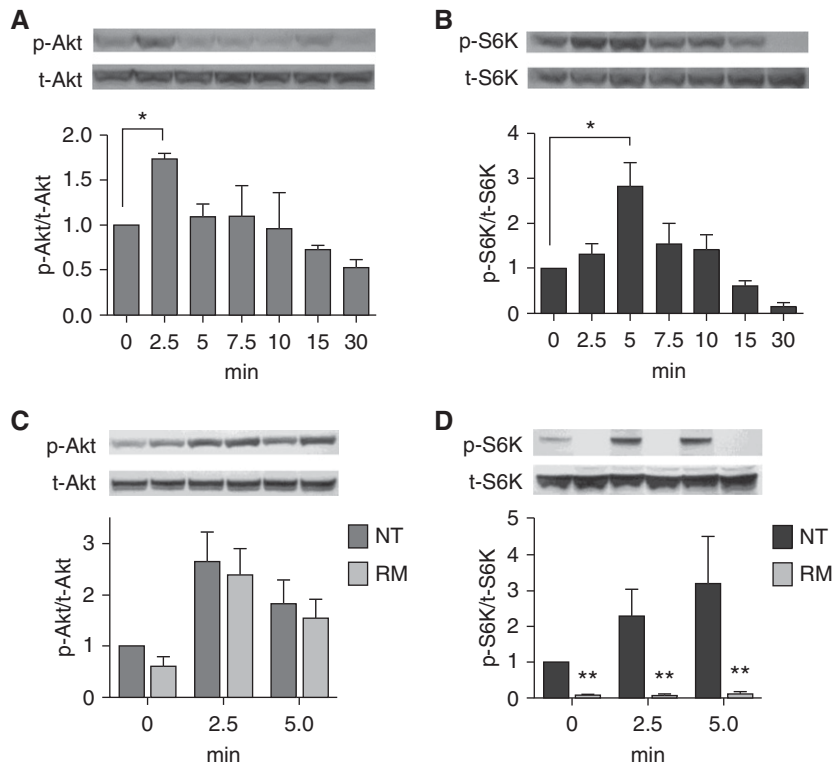 A
p-Akt
t-Akt
*
2.0
1.5
1.0
0.5
0.0
p-Akt/t-Akt
0 2.5 5 7.5 10 15 30
min
B
p-S6K
t-S6K
*
4
3
2
1
0
p-S6K/t-S6K
0 2.5 5 7.5 10 15 30
min
C
p-Akt
t-Akt
3
2
1
0
p-Akt/t-Akt
NT
RM
0 2.5 5.0
min
D
p-S6K
t-S6K
5
4
3
2
1
0
p-S6K/t-S6K
NT
RM
** ** **
0 2.5 5.0
min